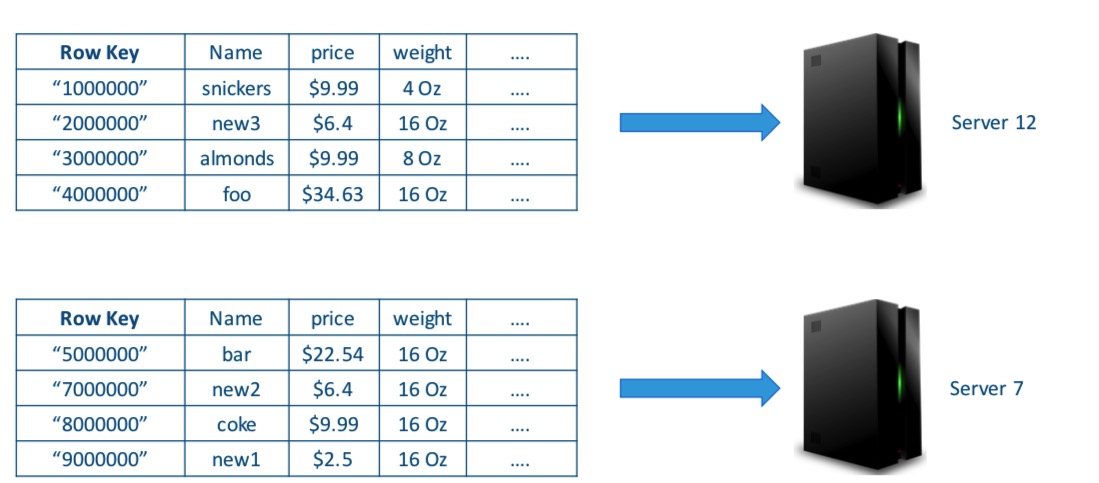 Row Key Name price weight ....
“1000000” snickers $9.99 4 Oz ....
“2000000” new3 $6.4 16 Oz ....
“3000000” almonds $9.99 8 Oz ....
“4000000” foo $34.63 16 Oz ....
Server 12
Row Key Name price weight ....
“5000000” bar $22.54 16 Oz ....
“7000000” new2 $6.4 16 Oz ....
“8000000” coke $9.99 16 Oz ....
“9000000” new1 $2.5 16 Oz ....
Server 7